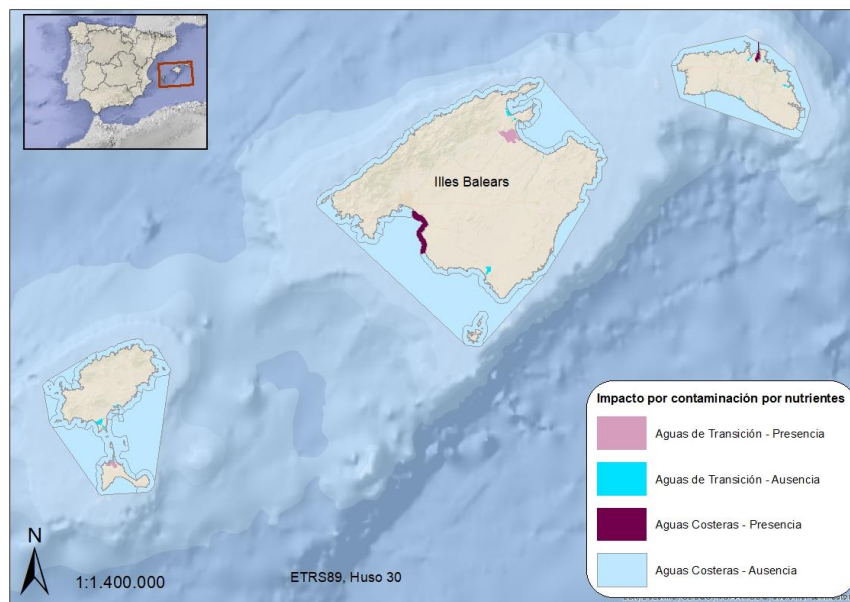 Illes Balears
Impacto por contaminación por nutrientes
Aguas de Transición - Presencia
Aguas de Transición - Ausencia
Aguas Costeras - Presencia
Aguas Costeras - Ausencia
N
1:1.400.000
ETRS89, Huso 30